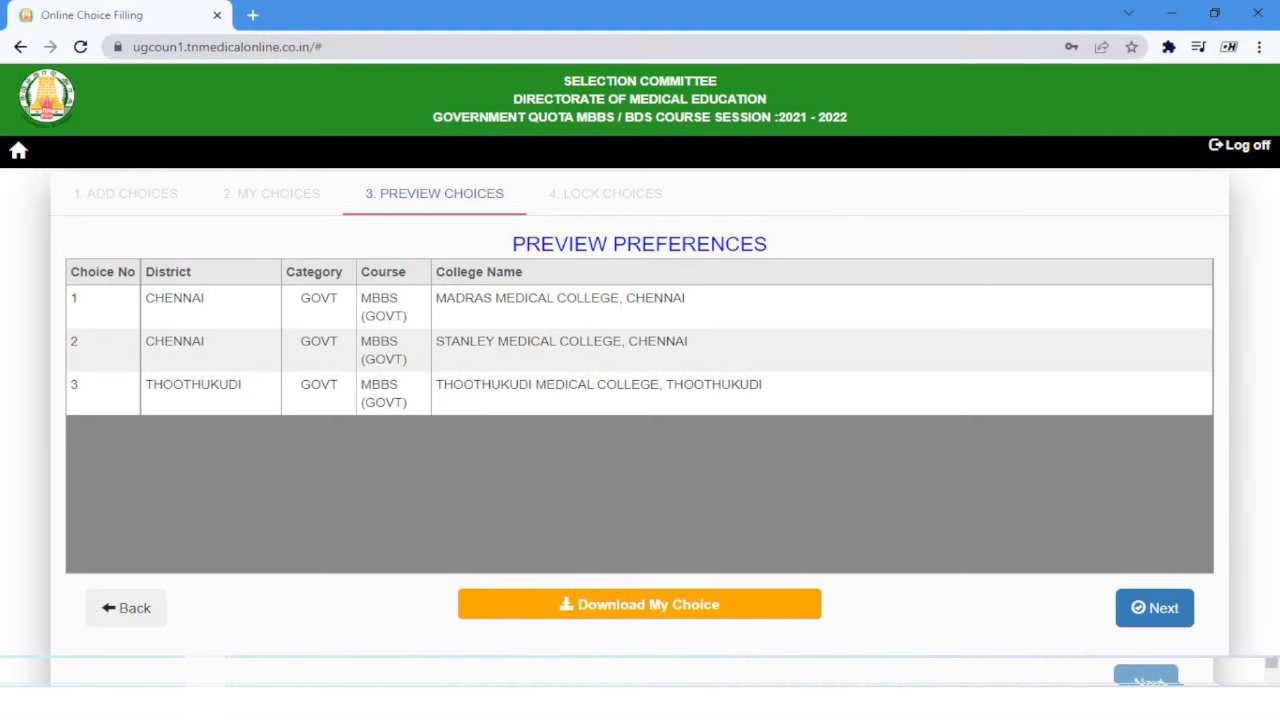 Online Choice Filling
ugcoun1.tnmedicalonline.co.in/#
SELECTION COMMITTEE
DIRECTORATE OF MEDICAL EDUCATION
GOVERNMENT QUOTA MBBS / BDS COURSE SESSION :2021 - 2022
Log off
1. ADD CHOICES 2. MY CHOICES 3. PREVIEW CHOICES 4. LOCK CHOICES
PREVIEW PREFERENCES
Choice No District Category Course College Name
1 CHENNAI GOVT MBBS (GOVT) MADRAS MEDICAL COLLEGE, CHENNAI
2 CHENNAI GOVT MBBS (GOVT) STANLEY MEDICAL COLLEGE, CHENNAI
3 THOOTHUKUDI GOVT MBBS (GOVT) THOOTHUKUDI MEDICAL COLLEGE, THOOTHUKUDI
Back Download My Choice Next